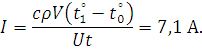 I = cρV(t₁° − t₀°) / Ut = 7,1 А.